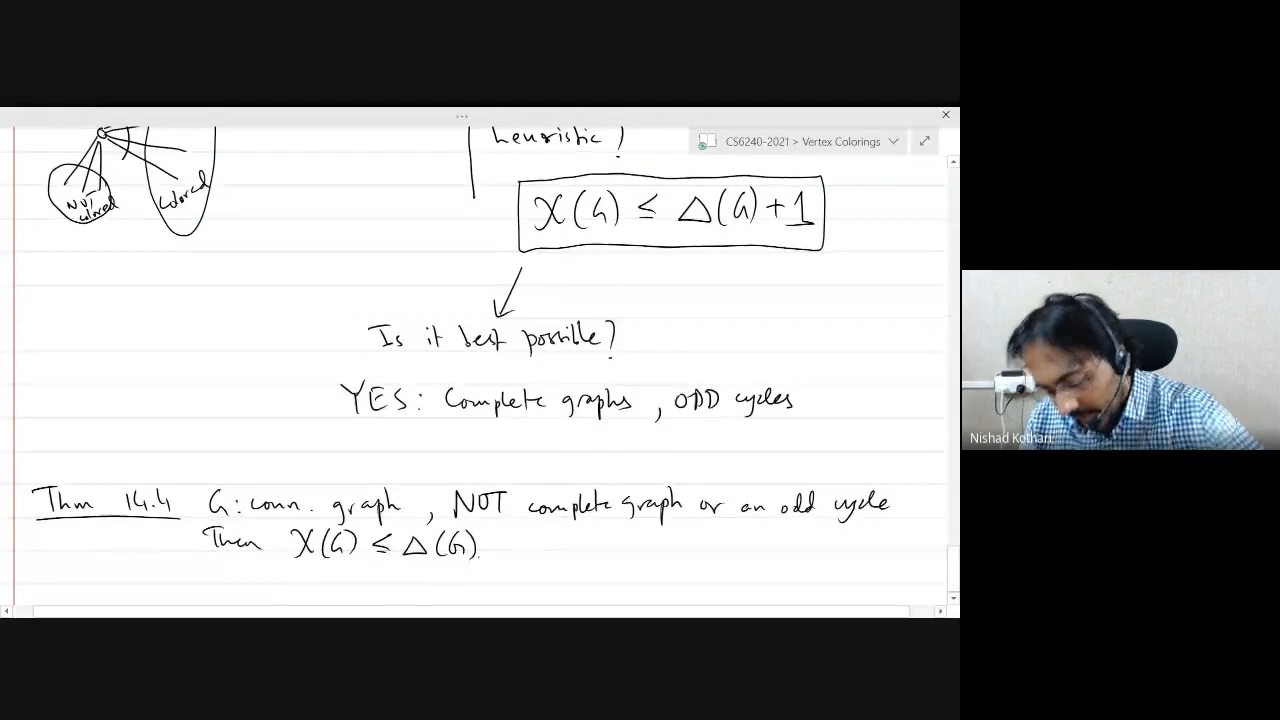 heuristic?
CS6240-2021 > Vertex Colorings
NOT
colored
colored
χ(G) ≤ Δ(G)+1
Is it best possible?
YES: Complete graphs, ODD cycles
Nishad Kothari
Thm 14.4 G: conn. graph, NOT complete graph or an odd cycle
Then χ(G) ≤ Δ(G).